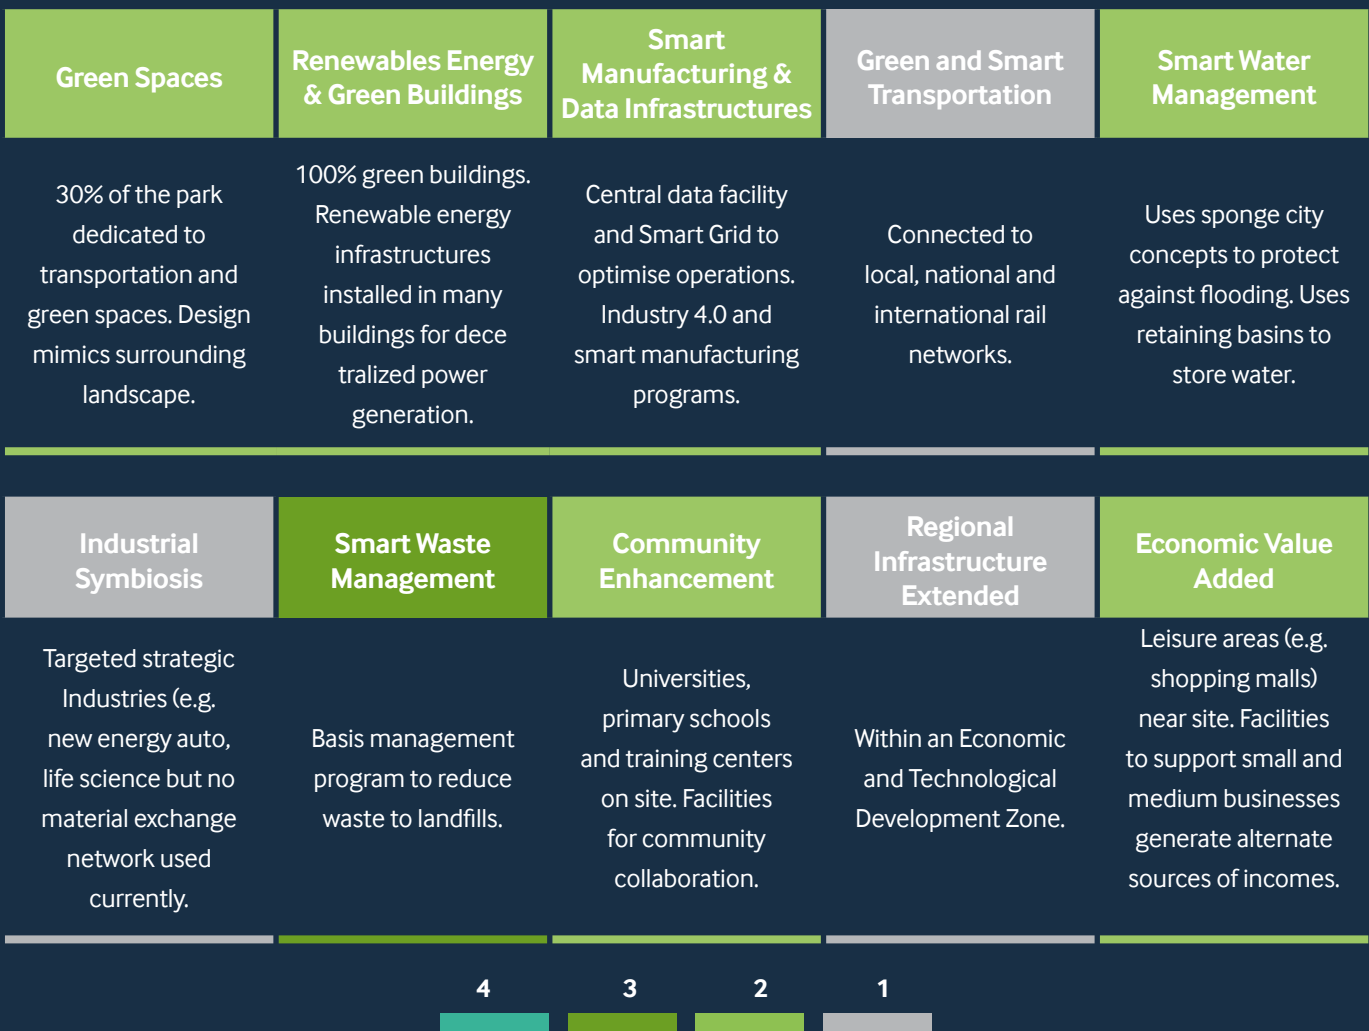 Green Spaces
30% of the park
dedicated to
transportation and
green spaces. Design
mimics surrounding
landscape.
Renewables Energy
& Green Buildings
100% green buildings.
Renewable energy
infrastructures
installed in many
buildings for dece
tralized power
generation.
Smart
Manufacturing &
Data Infrastructures
Central data facility
and Smart Grid to
optimise operations.
Industry 4.0 and
smart manufacturing
programs.
Green and Smart
Transportation
Connected to
local, national and
international rail
networks.
Smart Water
Management
Uses sponge city
concepts to protect
against flooding. Uses
retaining basins to
store water.
Industrial
Symbiosis
Targeted strategic
Industries (e.g.
new energy auto,
life science but no
material exchange
network used
currently.
Smart Waste
Management
Basis management
program to reduce
waste to landfills.
Community
Enhancement
Universities,
primary schools
and training centers
on site. Facilities
for community
collaboration.
Regional
Infrastructure
Extended
Within an Economic
and Technological
Development Zone.
Economic Value
Added
Leisure areas (e.g.
shopping malls)
near site. Facilities
to support small and
medium businesses
generate alternate
sources of incomes.
4 3 2 1